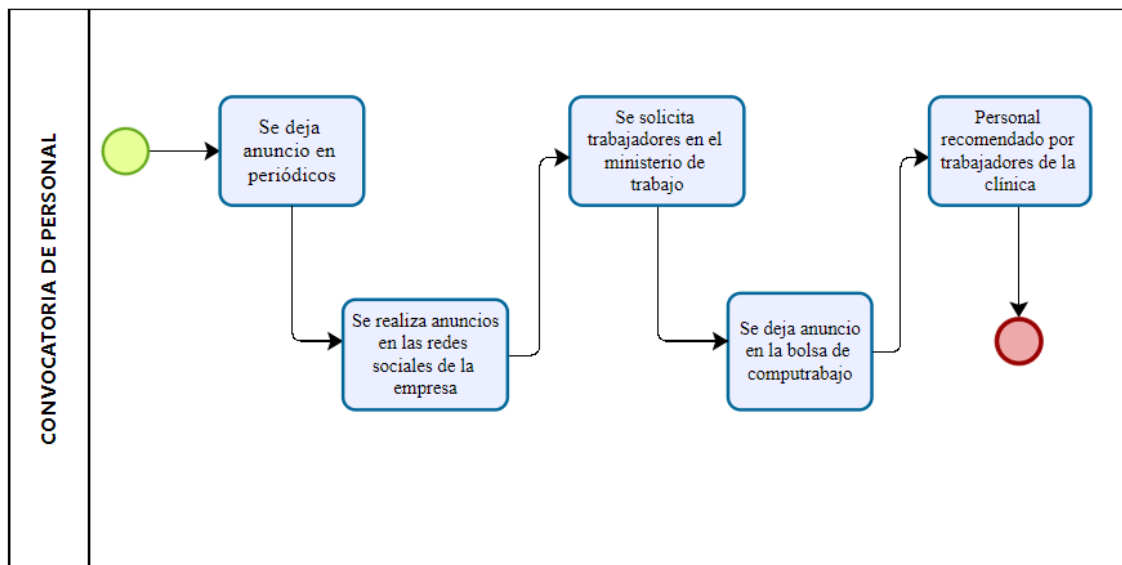 CONVOCATORIA DE PERSONAL
Se deja
anuncio en
periódicos
Se realiza anuncios
en las redes
sociales de la
empresa
Se solicita
trabajadores en el
ministerio de
trabajo
Se deja anuncio
en la bolsa de
computrabajo
Personal
recomendado por
trabajadores de la
clínica